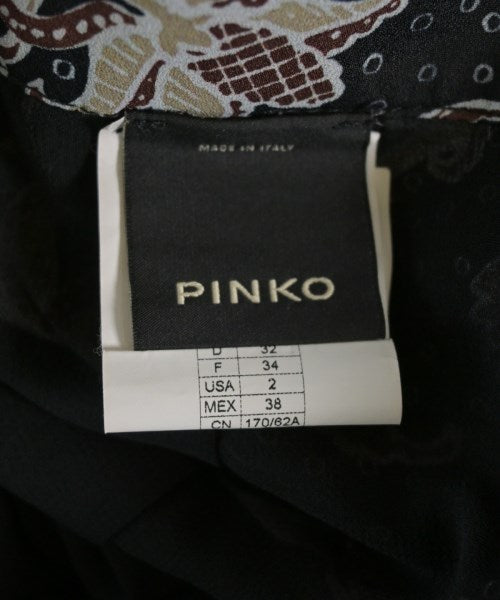 MADE IN ITALY
PINKO
D 32
F 34
USA 2
MEX 38
CN 170/62A